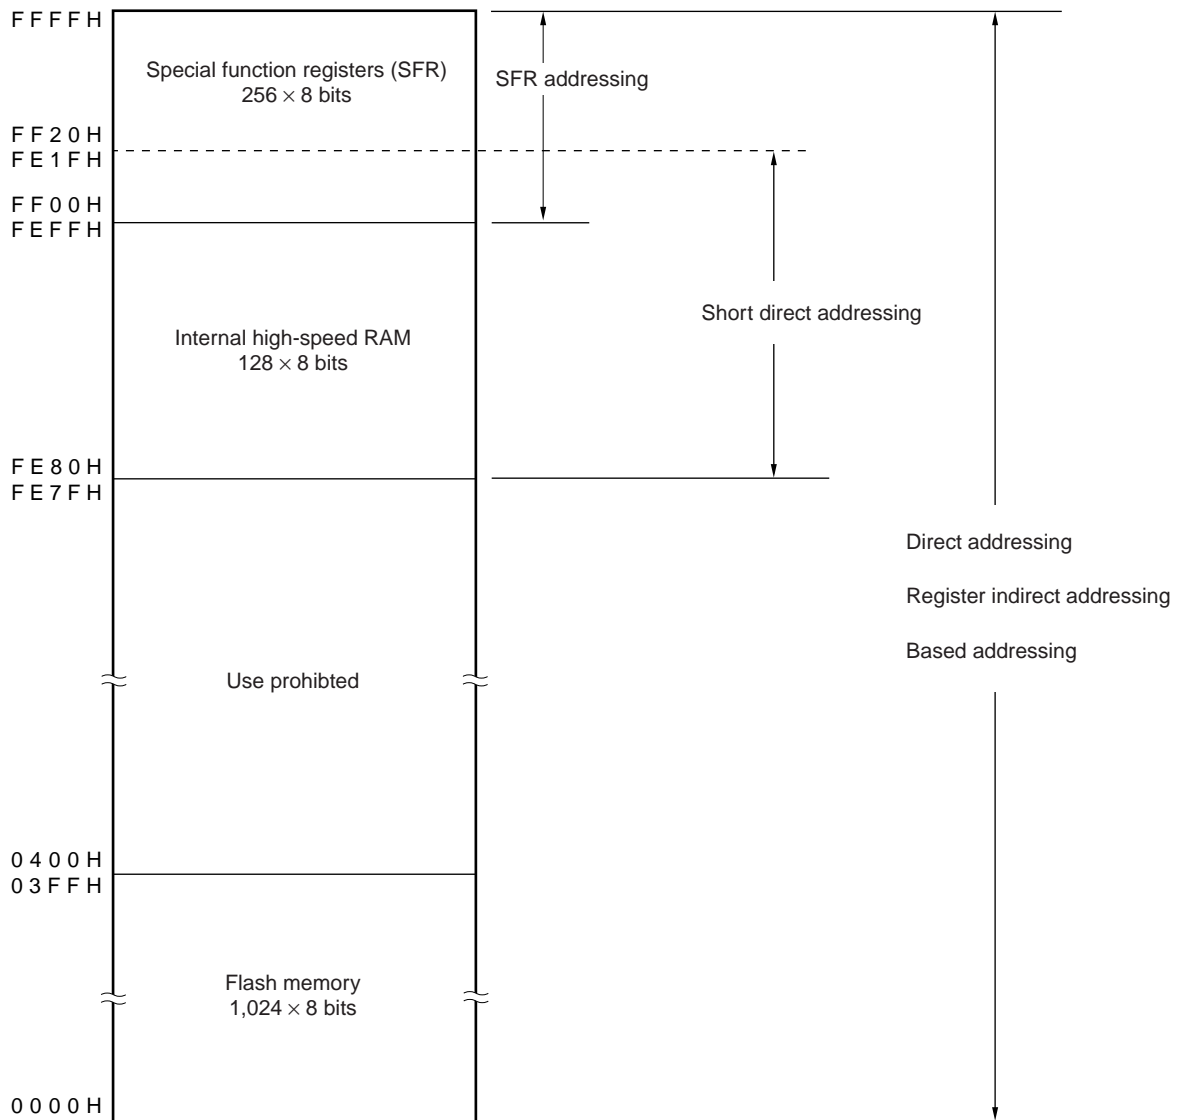 FFFFH
Special function registers (SFR)
256 × 8 bits
SFR addressing
FF20H
FE1FH
FF00H
FEFFH
Short direct addressing
Internal high-speed RAM
128 × 8 bits
FE80H
FE7FH
Direct addressing
Register indirect addressing
Based addressing
Use prohibted
0400H
03FFH
Flash memory
1,024 × 8 bits
0000H